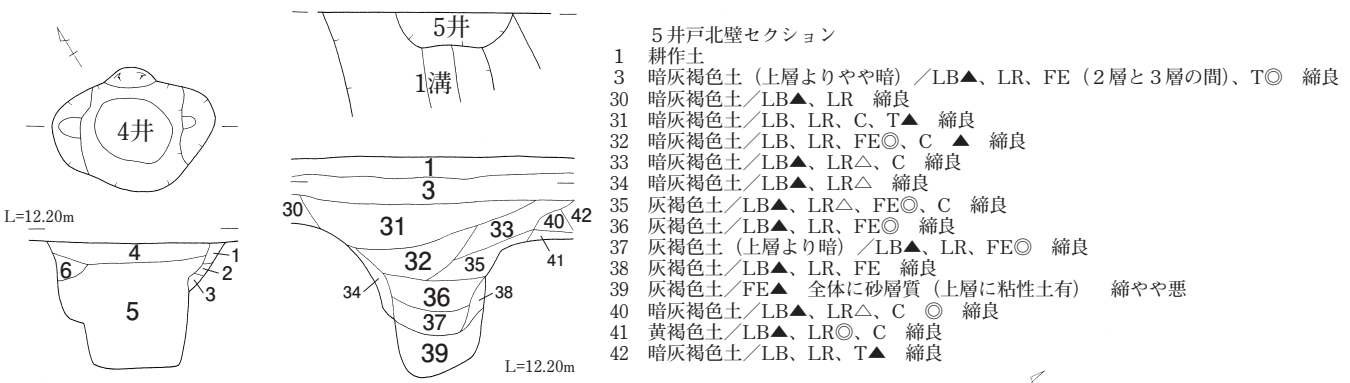 4井
L=12.20m
4
1
2
3
6
5
5井
1溝
1
3
30
31
33
40
42
32
35
41
34
36
38
37
39
L=12.20m
5井戸北壁セクション
1 耕作土
3 暗灰褐色土（上層よりやや暗）／LB▲、LR、FE（２層と３層の間）、T◎ 締良
30 暗灰褐色土／LB▲、LR 締良
31 暗灰褐色土／LB、LR、C、T▲ 締良
32 暗灰褐色土／LB、LR、FE◎、C ▲ 締良
33 暗灰褐色土／LB▲、LR△、C 締良
34 暗灰褐色土／LB▲、LR△ 締良
35 灰褐色土／LB▲、LR△、FE◎、C 締良
36 灰褐色土／LB▲、LR、FE◎ 締良
37 灰褐色土（上層より暗）／LB▲、LR、FE◎ 締良
38 灰褐色土／LB▲、LR、FE 締良
39 灰褐色土／FE▲ 全体に砂層質（上層に粘性土有） 締やや悪
40 暗灰褐色土／LB▲、LR△、C ◎ 締良
41 黄褐色土／LB▲、LR◎、C 締良
42 暗灰褐色土／LB、LR、T▲ 締良